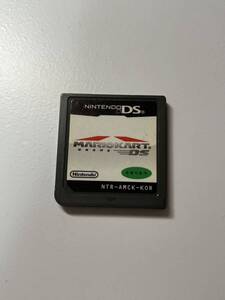 NINTENDO DS
MARIOKART
DS
Nintendo
NTR-AMCK-KOR